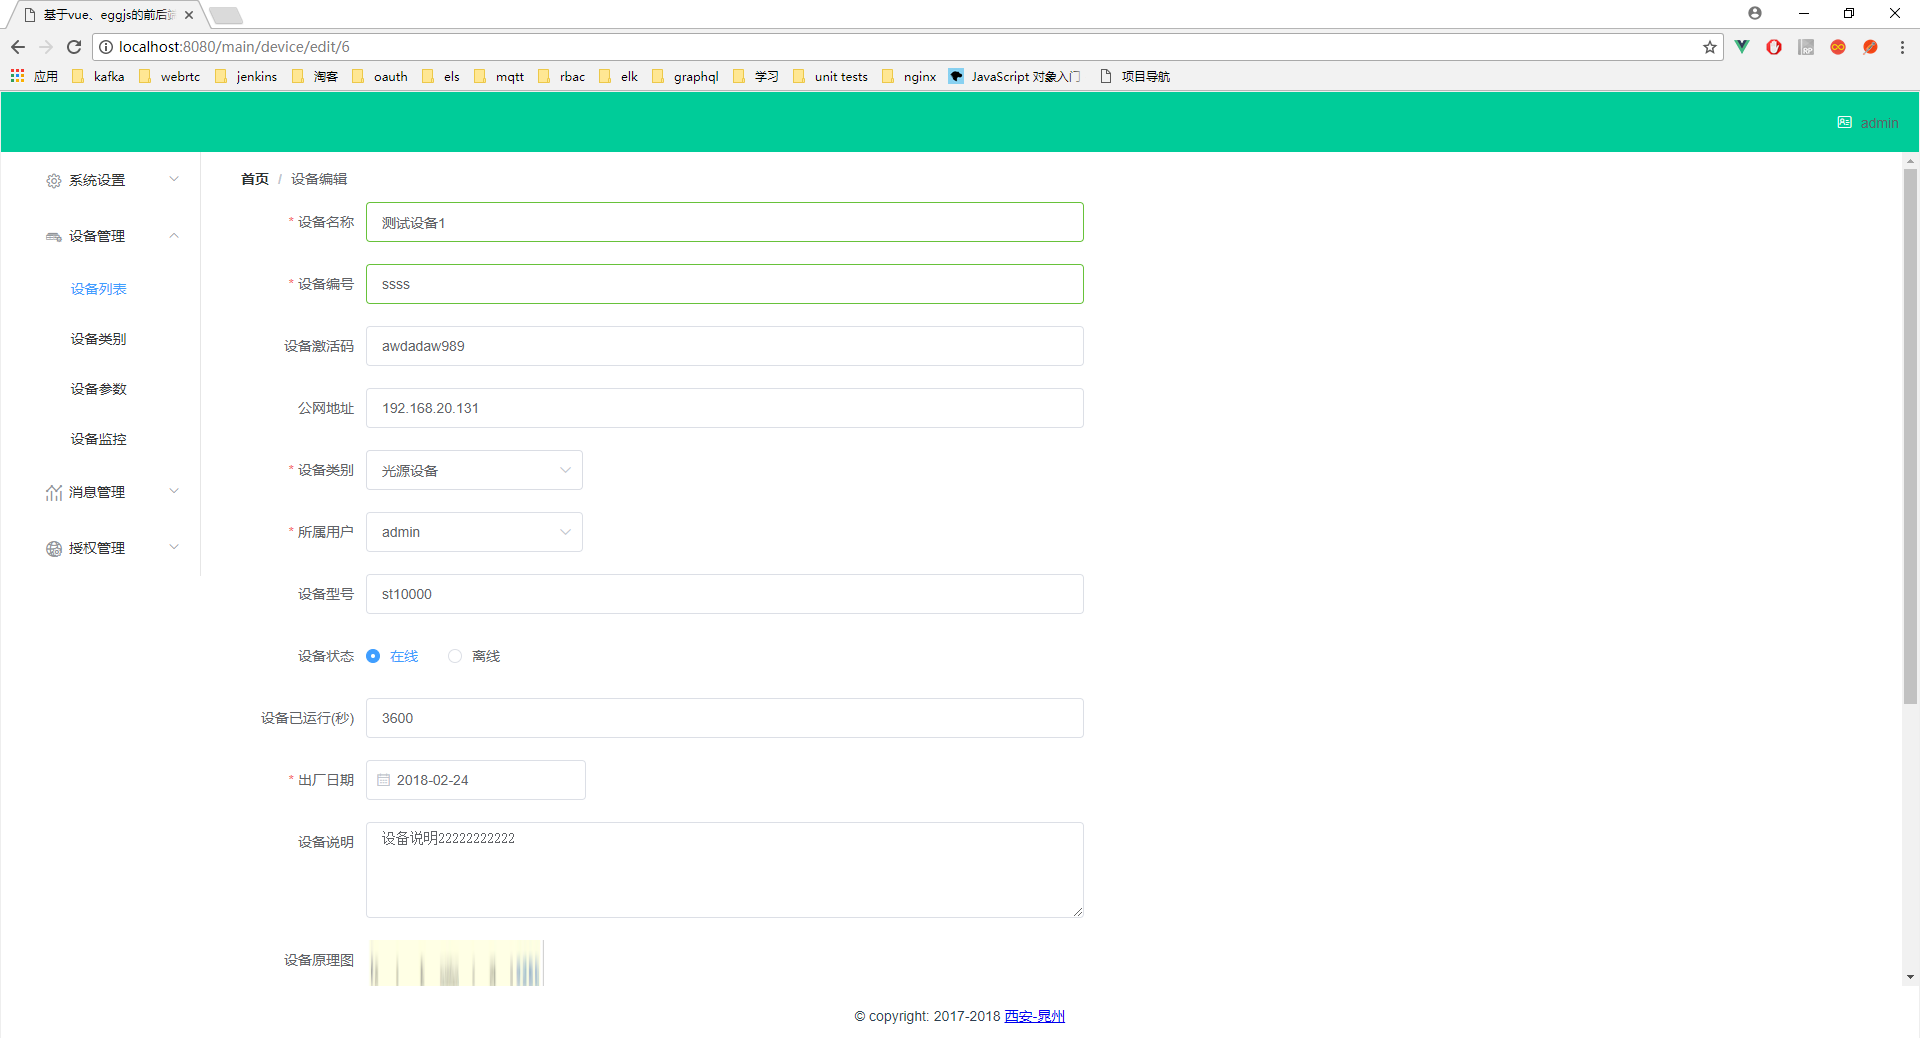 基于vue、eggjs的前后
localhost:8080/main/device/edit/6
应用 kafka webrtc jenkins 淘客 oauth els mqtt rbac elk graphql 学习 unit tests nginx JavaScript 对象入门 项目导航
admin
系统设置
设备管理
设备列表
设备类别
设备参数
设备监控
消息管理
授权管理
首页 / 设备编辑
* 设备名称 测试设备1
* 设备编号 ssss
设备激活码 awdadaw989
公网地址 192.168.20.131
* 设备类别 光源设备
* 所属用户 admin
设备型号 st10000
设备状态 在线 离线
设备已运行(秒) 3600
* 出厂日期 2018-02-24
设备说明 设备说明22222222222
设备原理图
© copyright: 2017-2018 西安-晁州